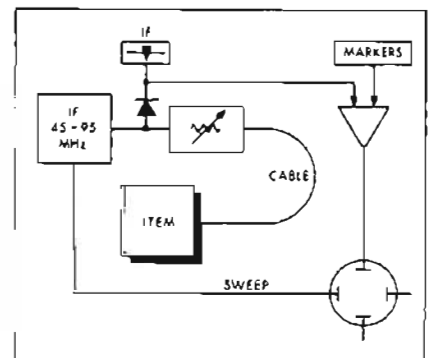 IF
MARKERS
IF
45 - 95
MHz
CABLE
ITEM
SWEEP